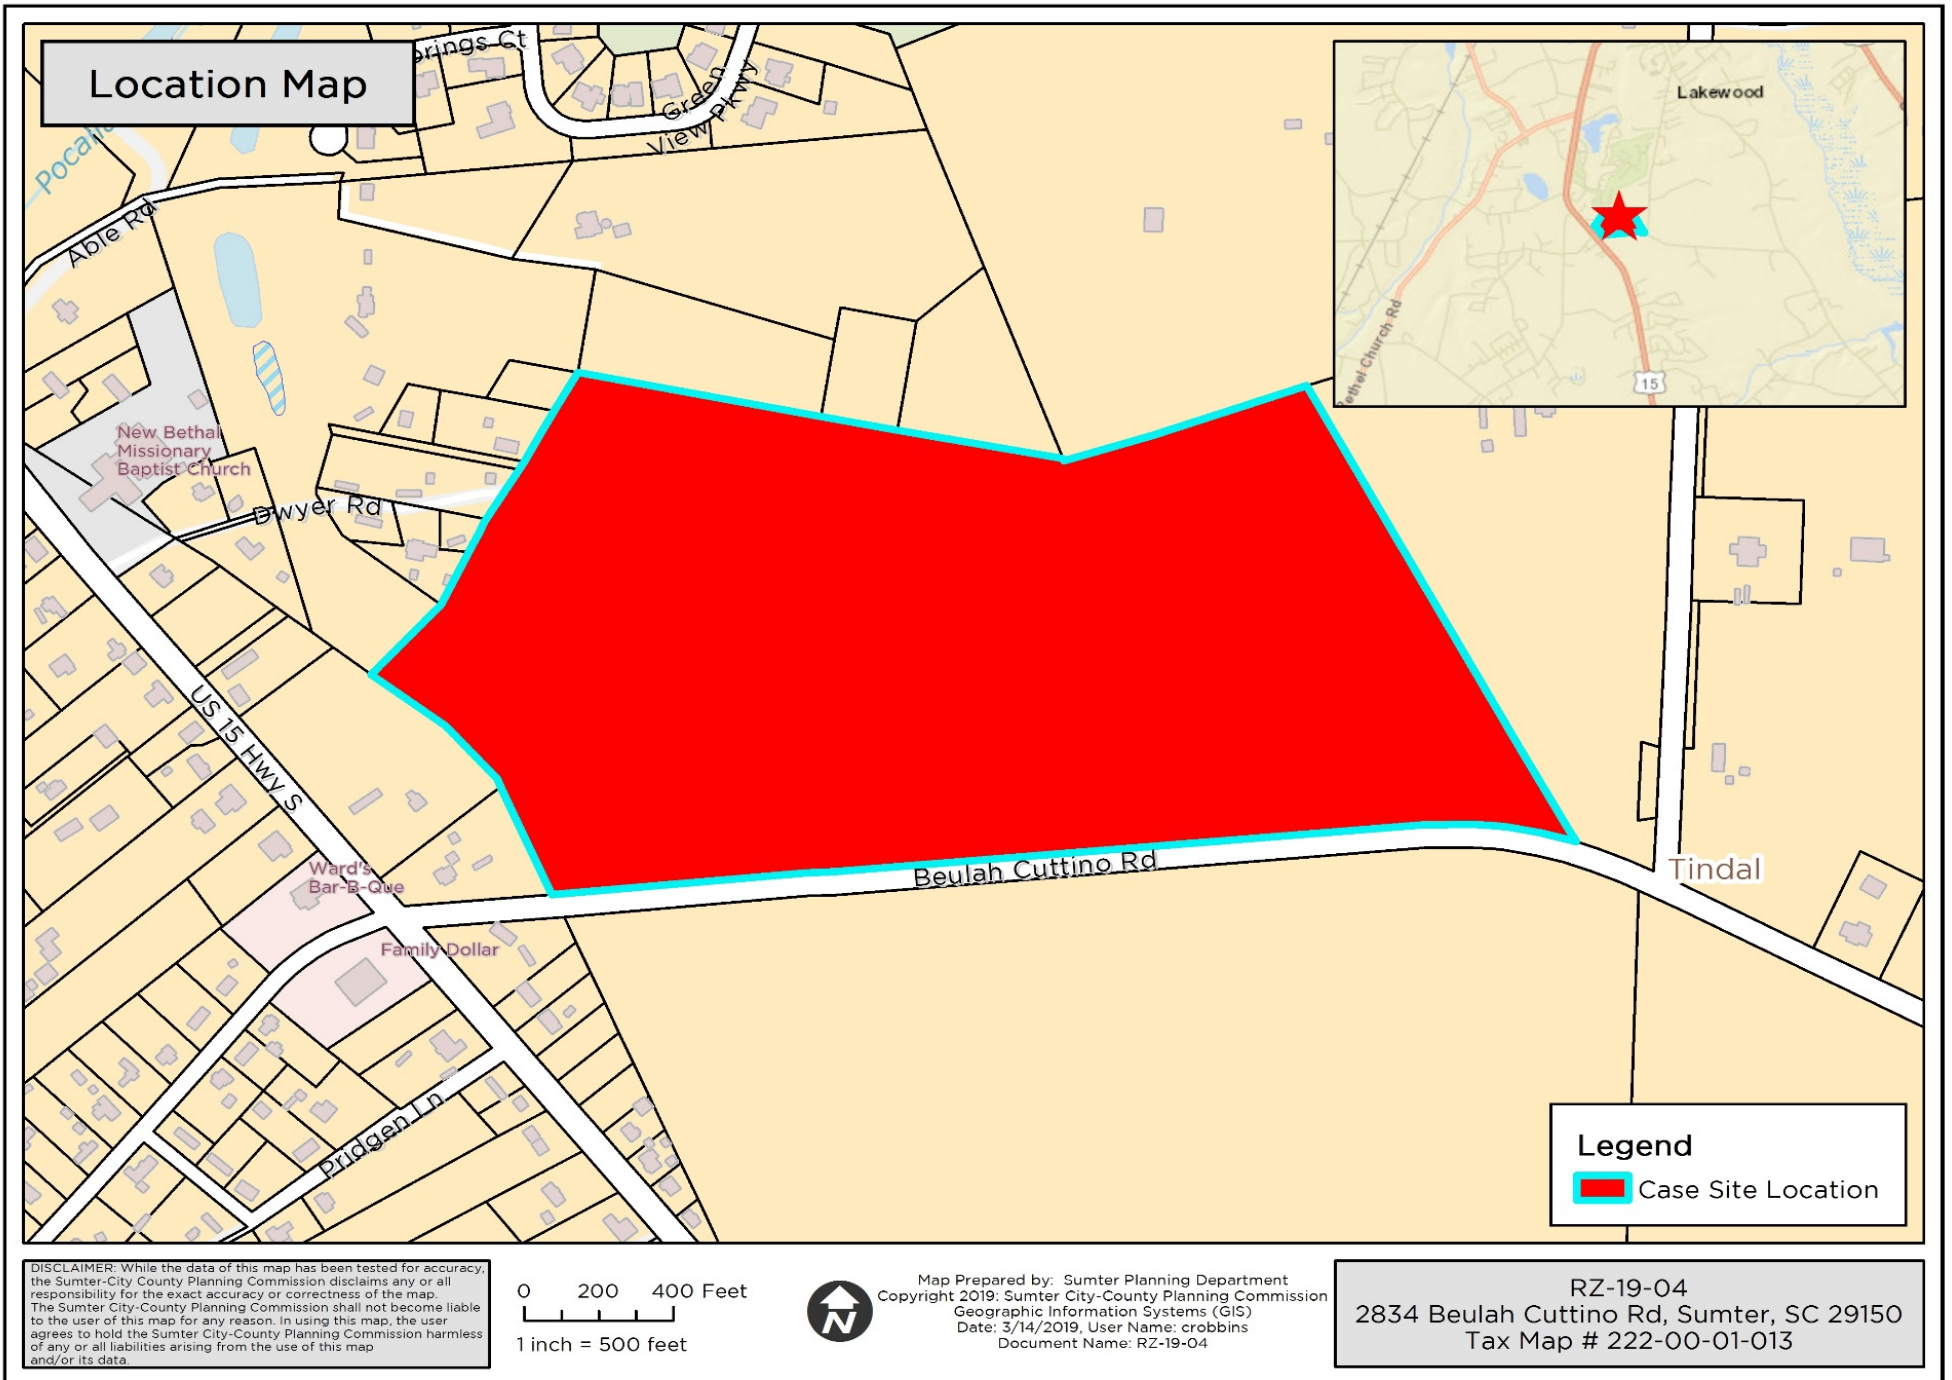 Location Map
Springs Ct
Green
View Pkwy
Able Rd
New Bethal
Missionary
Baptist Church
Dwyer Rd
US 15 Hwy S
Ward's
Bar-B-Que
Family Dollar
Beulah Cuttino Rd
Pridgen Ln
Tindal
Lakewood
Bethel Church Rd
15
Legend
Case Site Location
DISCLAIMER: While the data of this map has been tested for accuracy,
the Sumter-City County Planning Commission disclaims any or all
responsibility for the exact accuracy or correctness of the map.
The Sumter City-County Planning Commission shall not become liable
to the user of this map for any reason. In using this map, the user
agrees to hold the Sumter City-County Planning Commission harmless
of any or all liabilities arising from the use of this map
and/or its data.
0 200 400 Feet
1 inch = 500 feet
N
Map Prepared by: Sumter Planning Department
Copyright 2019: Sumter City-County Planning Commission
Geographic Information Systems (GIS)
Date: 3/14/2019, User Name: crobbins
Document Name: RZ-19-04
RZ-19-04
2834 Beulah Cuttino Rd, Sumter, SC 29150
Tax Map # 222-00-01-013